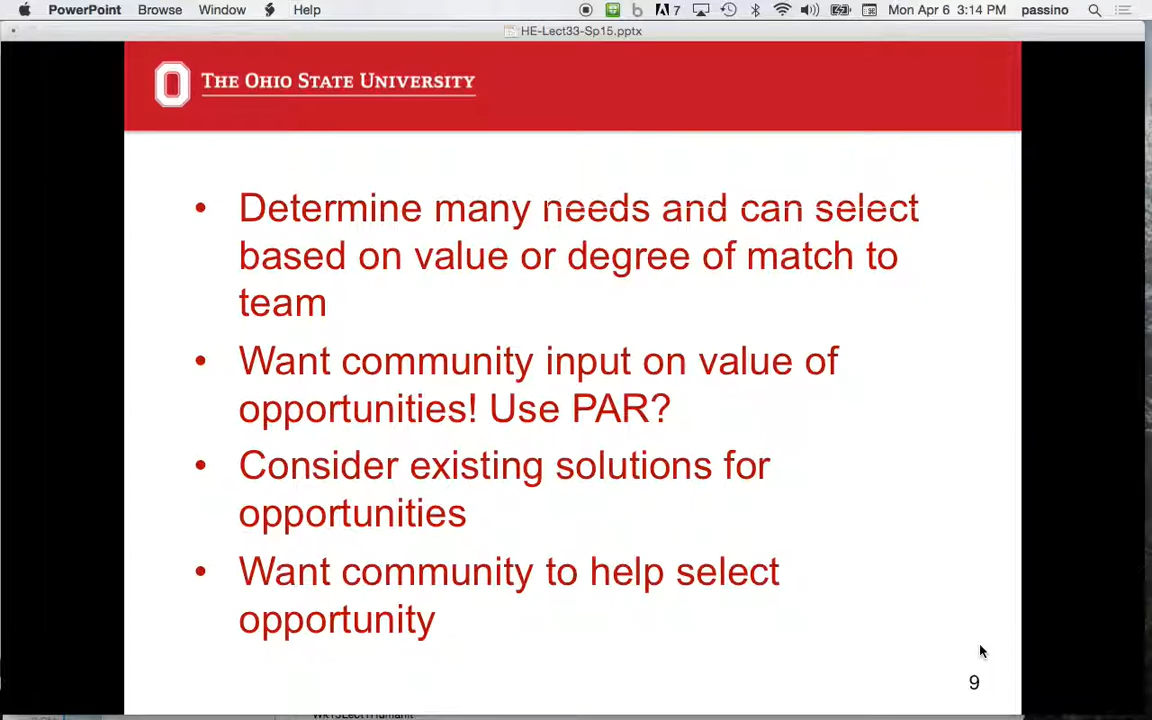 PowerPoint Browse Window Help 7 Mon Apr 6 3:14 PM passino
HE-Lect33-Sp15.pptx
THE OHIO STATE UNIVERSITY
• Determine many needs and can select
based on value or degree of match to
team
• Want community input on value of
opportunities! Use PAR?
• Consider existing solutions for
opportunities
• Want community to help select
opportunity
9